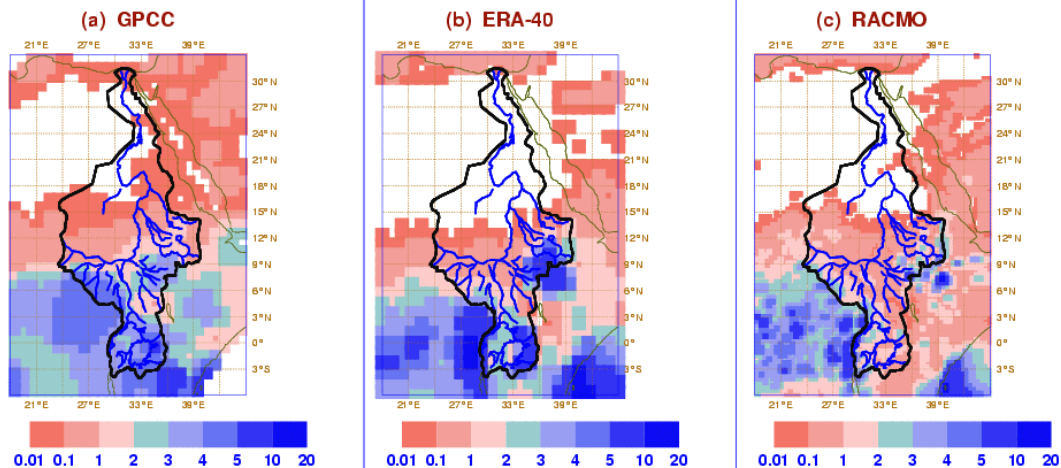 (a) GPCC
(b) ERA-40
(c) RACMO
21°E 27°E 33°E 39°E
21°E 27°E 33°E 39°E
21°E 27°E 33°E 39°E
30°N
27°N
24°N
21°N
18°N
15°N
12°N
9°N
6°N
3°N
0°
3°S
30°N
27°N
24°N
21°N
18°N
15°N
12°N
9°N
6°N
3°N
0°
3°S
30°N
27°N
24°N
21°N
18°N
15°N
12°N
9°N
6°N
3°N
0°
3°S
21°E 27°E 33°E 39°E
21°E 27°E 33°E 39°E
21°E 27°E 33°E 39°E
0.01 0.1 1 2 3 4 5 10 20
0.01 0.1 1 2 3 4 5 10 20
0.01 0.1 1 2 3 4 5 10 20